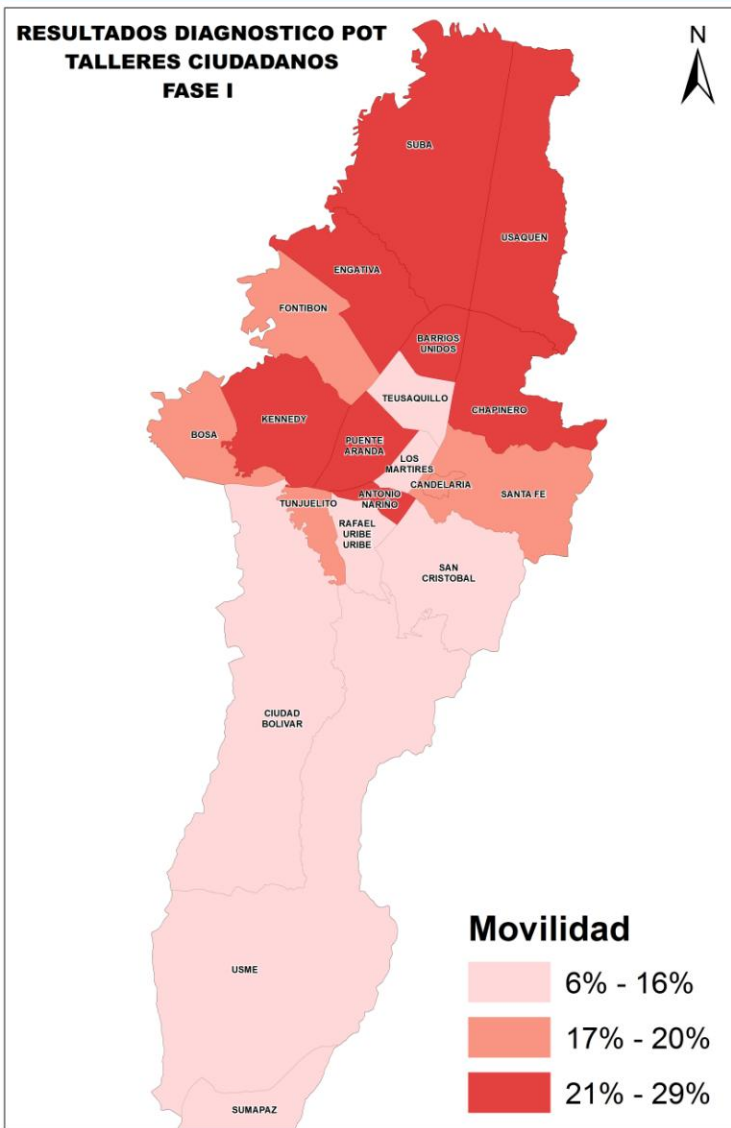 RESULTADOS DIAGNOSTICO POT
TALLERES CIUDADANOS
FASE I
N
SUBA
USAQUEN
ENGATIVA
FONTIBON
BARRIOS
UNIDOS
TEUSAQUILLO
CHAPINERO
KENNEDY
BOSA
PUENTE
ARANDA
LOS
MARTIRES
CANDELARIA
SANTA FE
TUNJUELITO
ANTONIO
NARIÑO
RAFAEL
URIBE
URIBE
SAN
CRISTOBAL
CIUDAD
BOLIVAR
USME
SUMAPAZ
Movilidad
6% - 16%
17% - 20%
21% - 29%